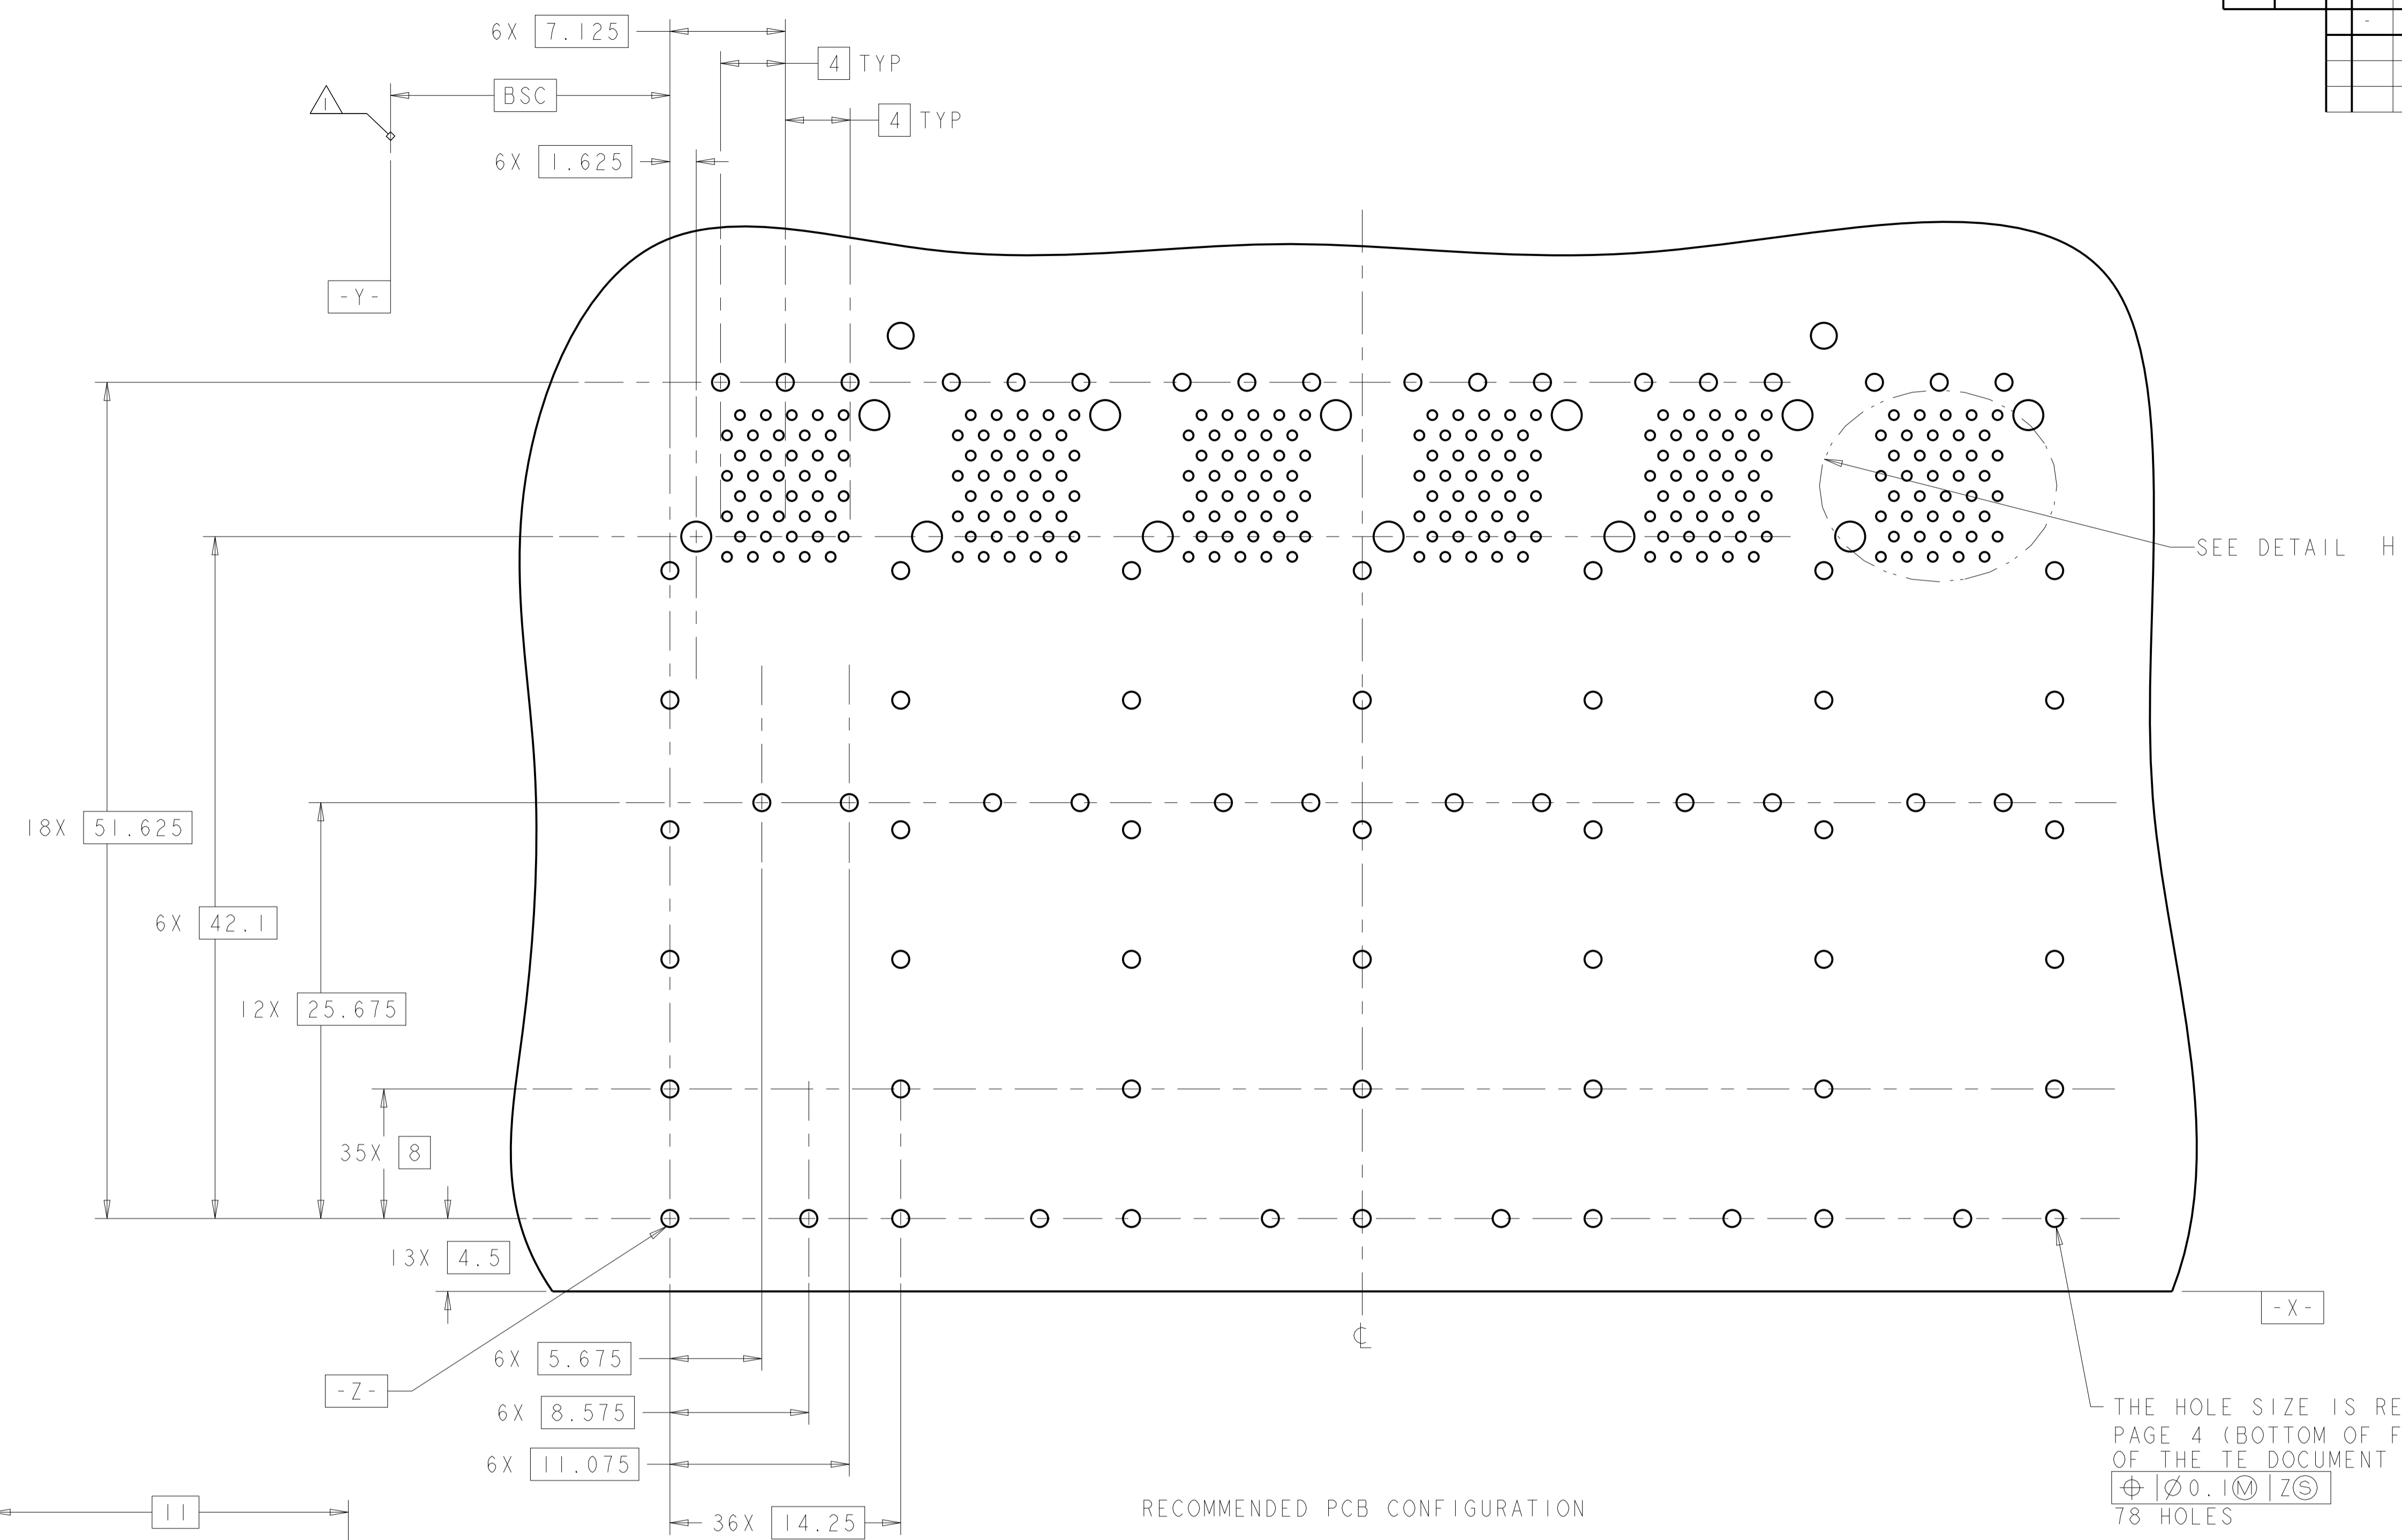 6X 7.125
4 TYP
BSC
1
4 TYP
6X 1.625
-Y-
SEE DETAIL H
18X 51.625
6X 42.1
12X 25.675
35X 8
13X 4.5
-X-
6X 5.675
-Z-
6X 8.575
THE HOLE SIZE IS RE
PAGE 4 (BOTTOM OF F
OF THE TE DOCUMENT
6X 11.075
⌀0.1Ⓜ ZⓈ
11
36X 14.25
RECOMMENDED PCB CONFIGURATION
78 HOLES